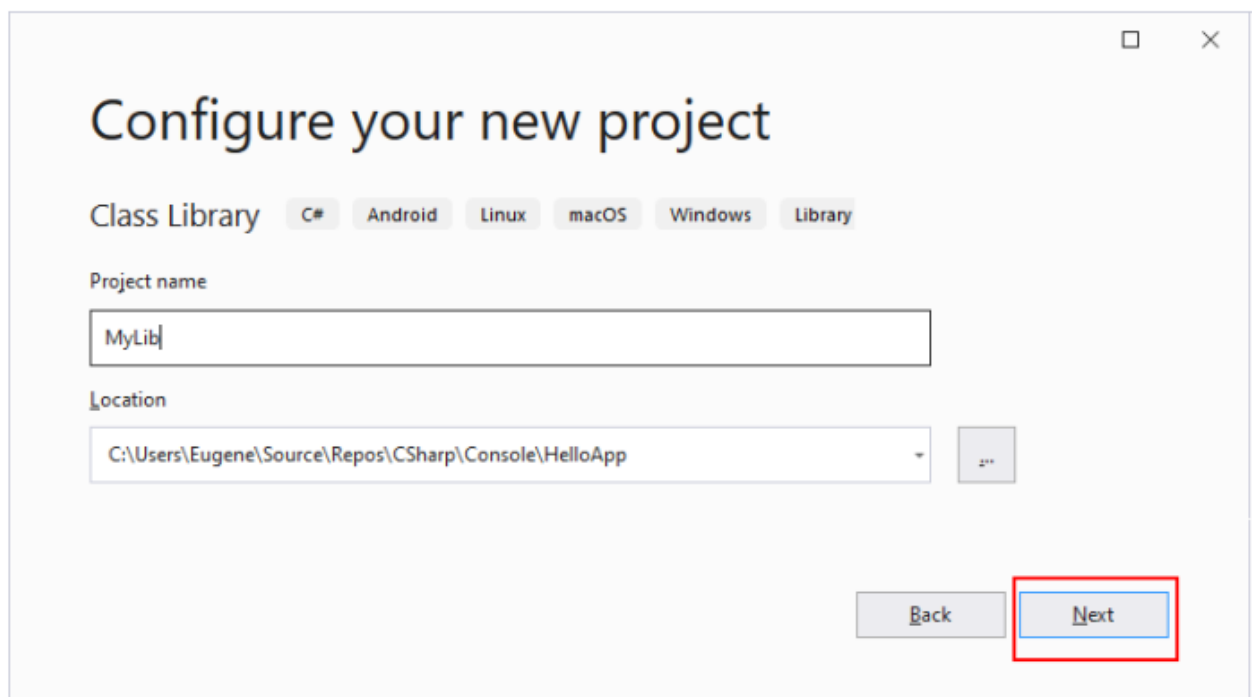 Configure your new project
Class Library C# Android Linux macOS Windows Library
Project name
MyLib
Location
C:\Users\Eugene\Source\Repos\CSharp\Console\HelloApp
...
Back Next